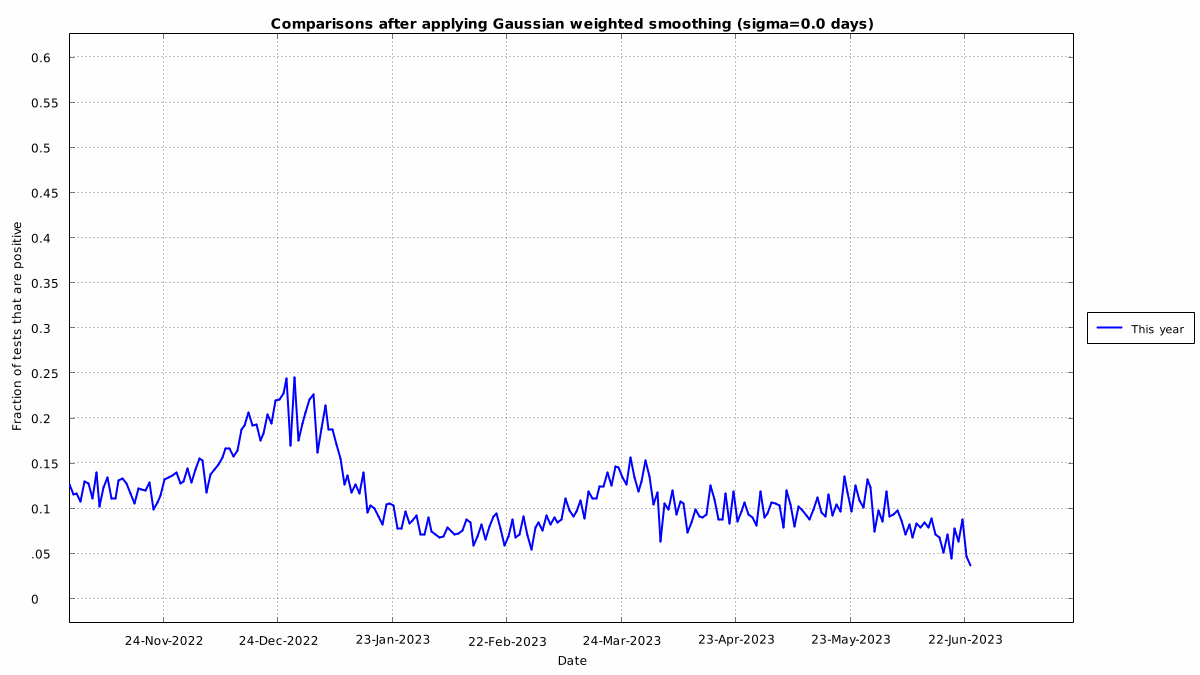 Comparisons after applying Gaussian weighted smoothing (sigma=0.0 days)
0.6
0.55
0.5
0.45
0.4
0.35
0.3
0.25
0.2
0.15
0.1
.05
0
Fraction of tests that are positive
This year
24-Nov-2022 24-Dec-2022 23-Jan-2023 22-Feb-2023 24-Mar-2023 23-Apr-2023 23-May-2023 22-Jun-2023
Date